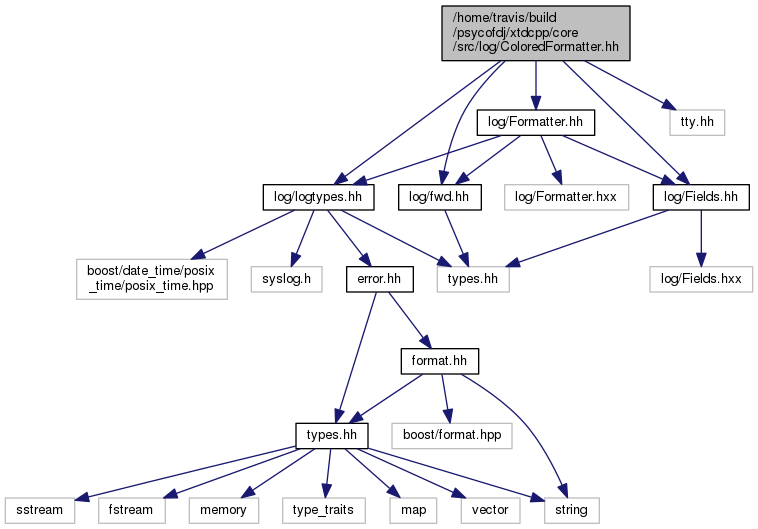 /home/travis/build
/psycofdj/xtdcpp/core
/src/log/ColoredFormatter.hh
log/Formatter.hh
tty.hh
log/logtypes.hh
log/fwd.hh
log/Formatter.hxx
log/Fields.hh
boost/date_time/posix
_time/posix_time.hpp
syslog.h
error.hh
types.hh
log/Fields.hxx
format.hh
types.hh
boost/format.hpp
sstream
fstream
memory
type_traits
map
vector
string